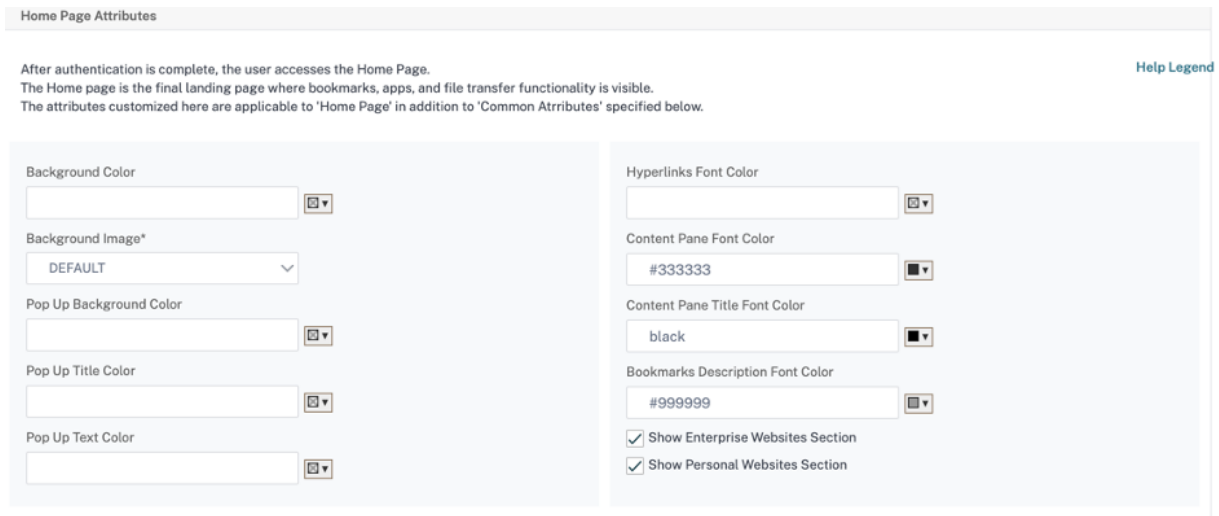 Home Page Attributes
After authentication is complete, the user accesses the Home Page.
Help Legend
The Home page is the final landing page where bookmarks, apps, and file transfer functionality is visible.
The attributes customized here are applicable to 'Home Page' in addition to 'Common Atrributes' specified below.
Background Color
Background Image*
DEFAULT
Pop Up Background Color
Pop Up Title Color
Pop Up Text Color
Hyperlinks Font Color
Content Pane Font Color
#333333
Content Pane Title Font Color
black
Bookmarks Description Font Color
#999999
Show Enterprise Websites Section
Show Personal Websites Section